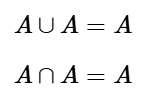 A ∪ A = A
A ∩ A = A